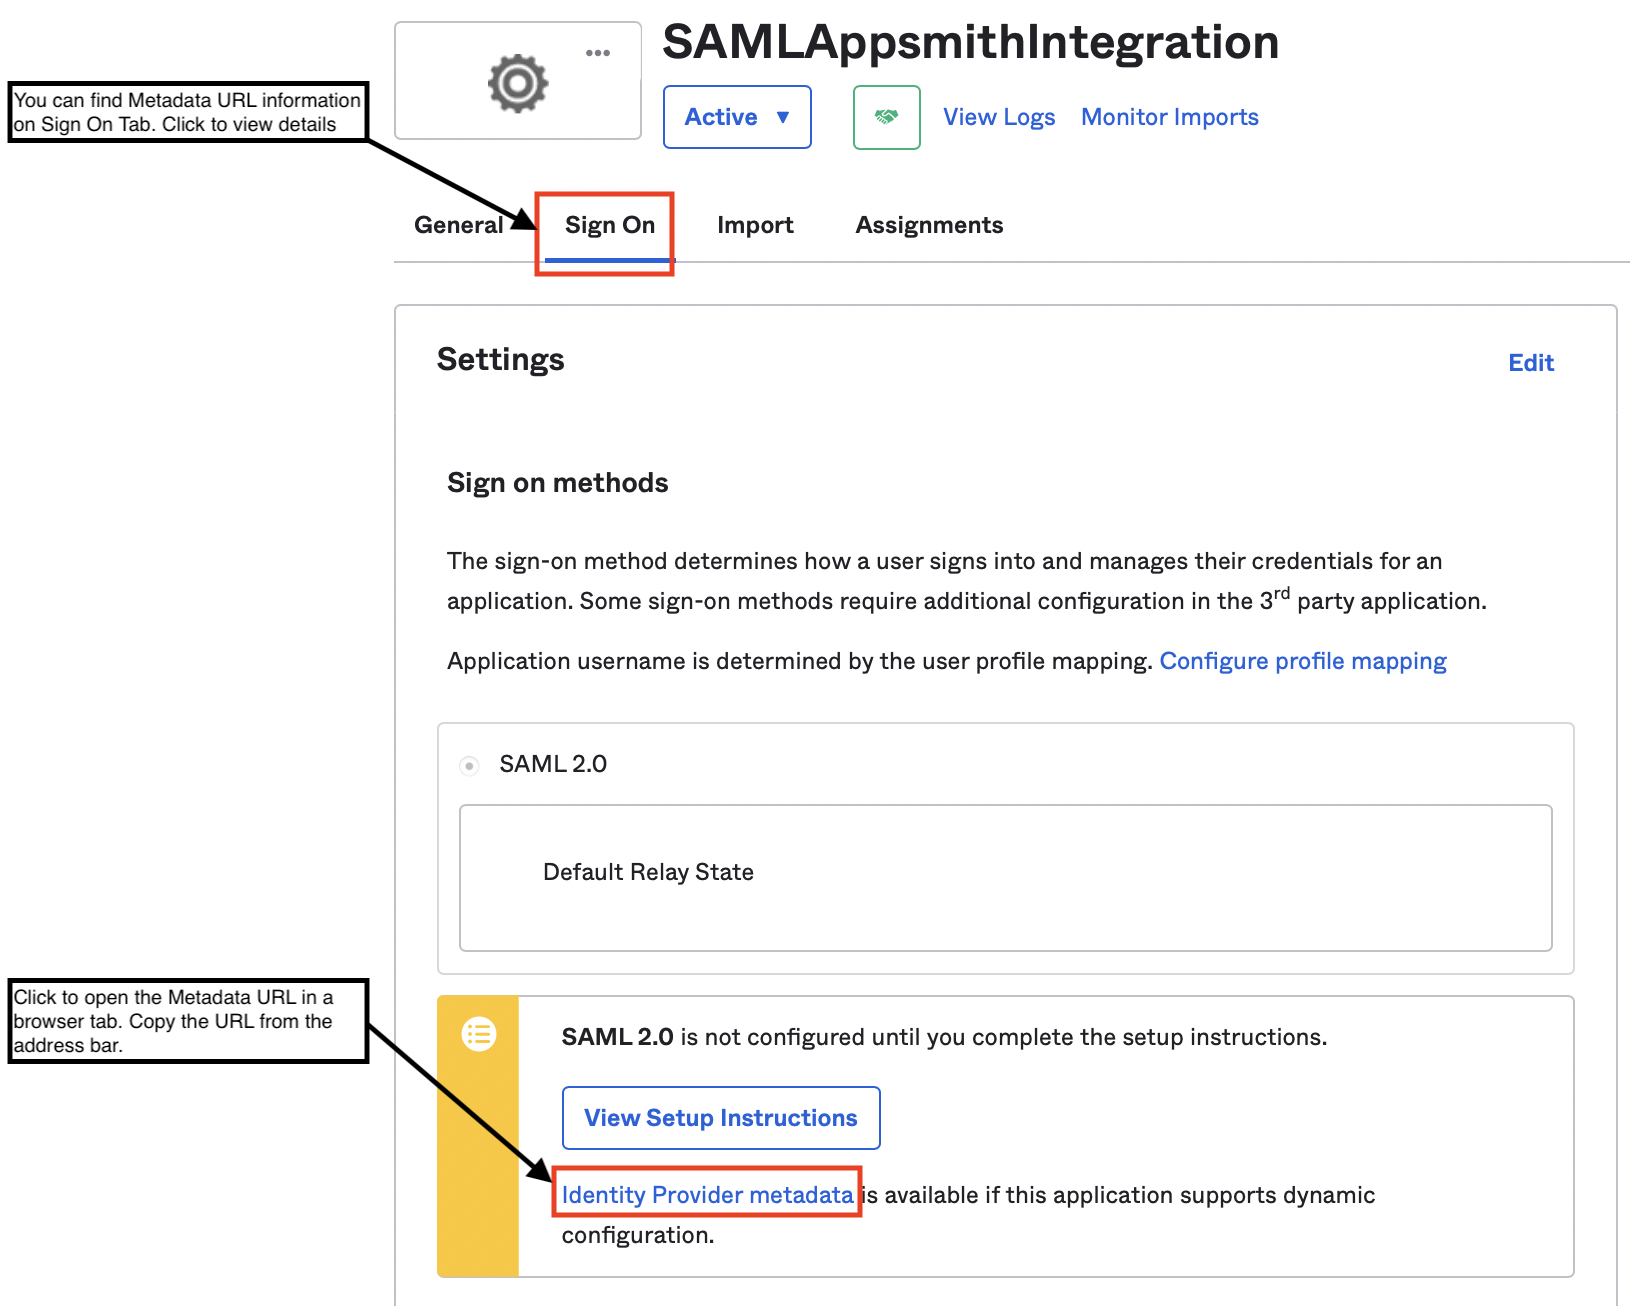 SAMLAppsmithIntegration
You can find Metadata URL information
on Sign On Tab. Click to view details
Active ▼
View Logs
Monitor Imports
General
Sign On
Import
Assignments
Settings
Edit
Sign on methods
The sign-on method determines how a user signs into and manages their credentials for an
application. Some sign-on methods require additional configuration in the 3rd party application.
Application username is determined by the user profile mapping. Configure profile mapping
SAML 2.0
Default Relay State
Click to open the Metadata URL in a
browser tab. Copy the URL from the
address bar.
SAML 2.0 is not configured until you complete the setup instructions.
View Setup Instructions
Identity Provider metadata is available if this application supports dynamic
configuration.